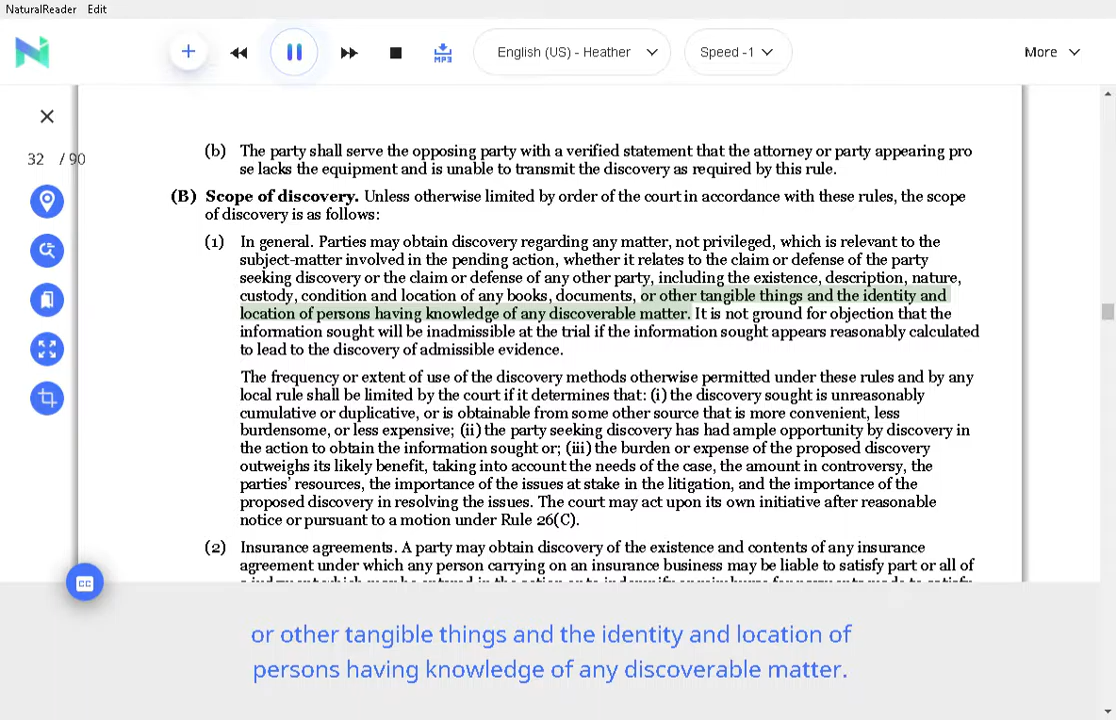 NaturalReader Edit
MP3
English (US) - Heather
Speed -1
More
32 / 90
(b) The party shall serve the opposing party with a verified statement that the attorney or party appearing pro
se lacks the equipment and is unable to transmit the discovery as required by this rule.
(B) Scope of discovery. Unless otherwise limited by order of the court in accordance with these rules, the scope
of discovery is as follows:
(1) In general. Parties may obtain discovery regarding any matter, not privileged, which is relevant to the
subject-matter involved in the pending action, whether it relates to the claim or defense of the party
seeking discovery or the claim or defense of any other party, including the existence, description, nature,
custody, condition and location of any books, documents, or other tangible things and the identity and
location of persons having knowledge of any discoverable matter. It is not ground for objection that the
information sought will be inadmissible at the trial if the information sought appears reasonably calculated
to lead to the discovery of admissible evidence.
The frequency or extent of use of the discovery methods otherwise permitted under these rules and by any
local rule shall be limited by the court if it determines that: (i) the discovery sought is unreasonably
cumulative or duplicative, or is obtainable from some other source that is more convenient, less
burdensome, or less expensive; (ii) the party seeking discovery has had ample opportunity by discovery in
the action to obtain the information sought or; (iii) the burden or expense of the proposed discovery
outweighs its likely benefit, taking into account the needs of the case, the amount in controversy, the
parties’ resources, the importance of the issues at stake in the litigation, and the importance of the
proposed discovery in resolving the issues. The court may act upon its own initiative after reasonable
notice or pursuant to a motion under Rule 26(C).
(2) Insurance agreements. A party may obtain discovery of the existence and contents of any insurance
agreement under which any person carrying on an insurance business may be liable to satisfy part or all of
CC
or other tangible things and the identity and location of
persons having knowledge of any discoverable matter.